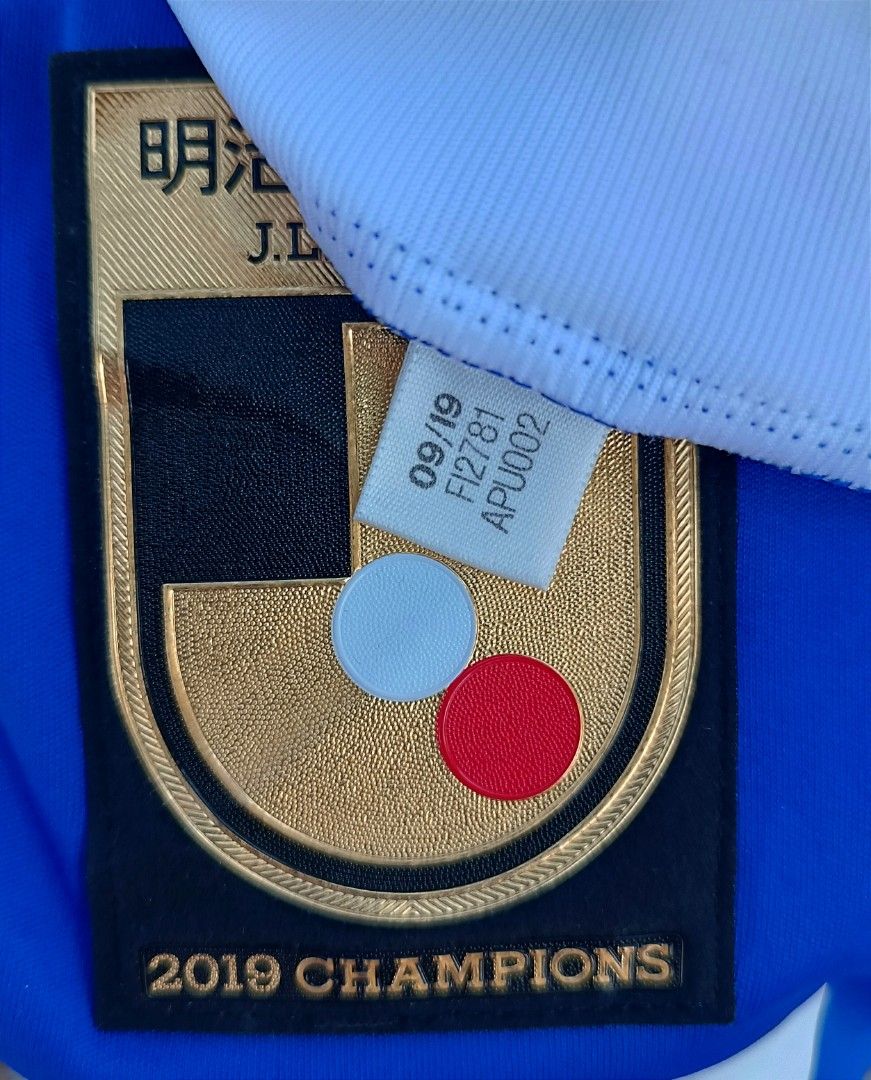 明治
J.L
09/19
FI2781
APU002
2019 CHAMPIONS